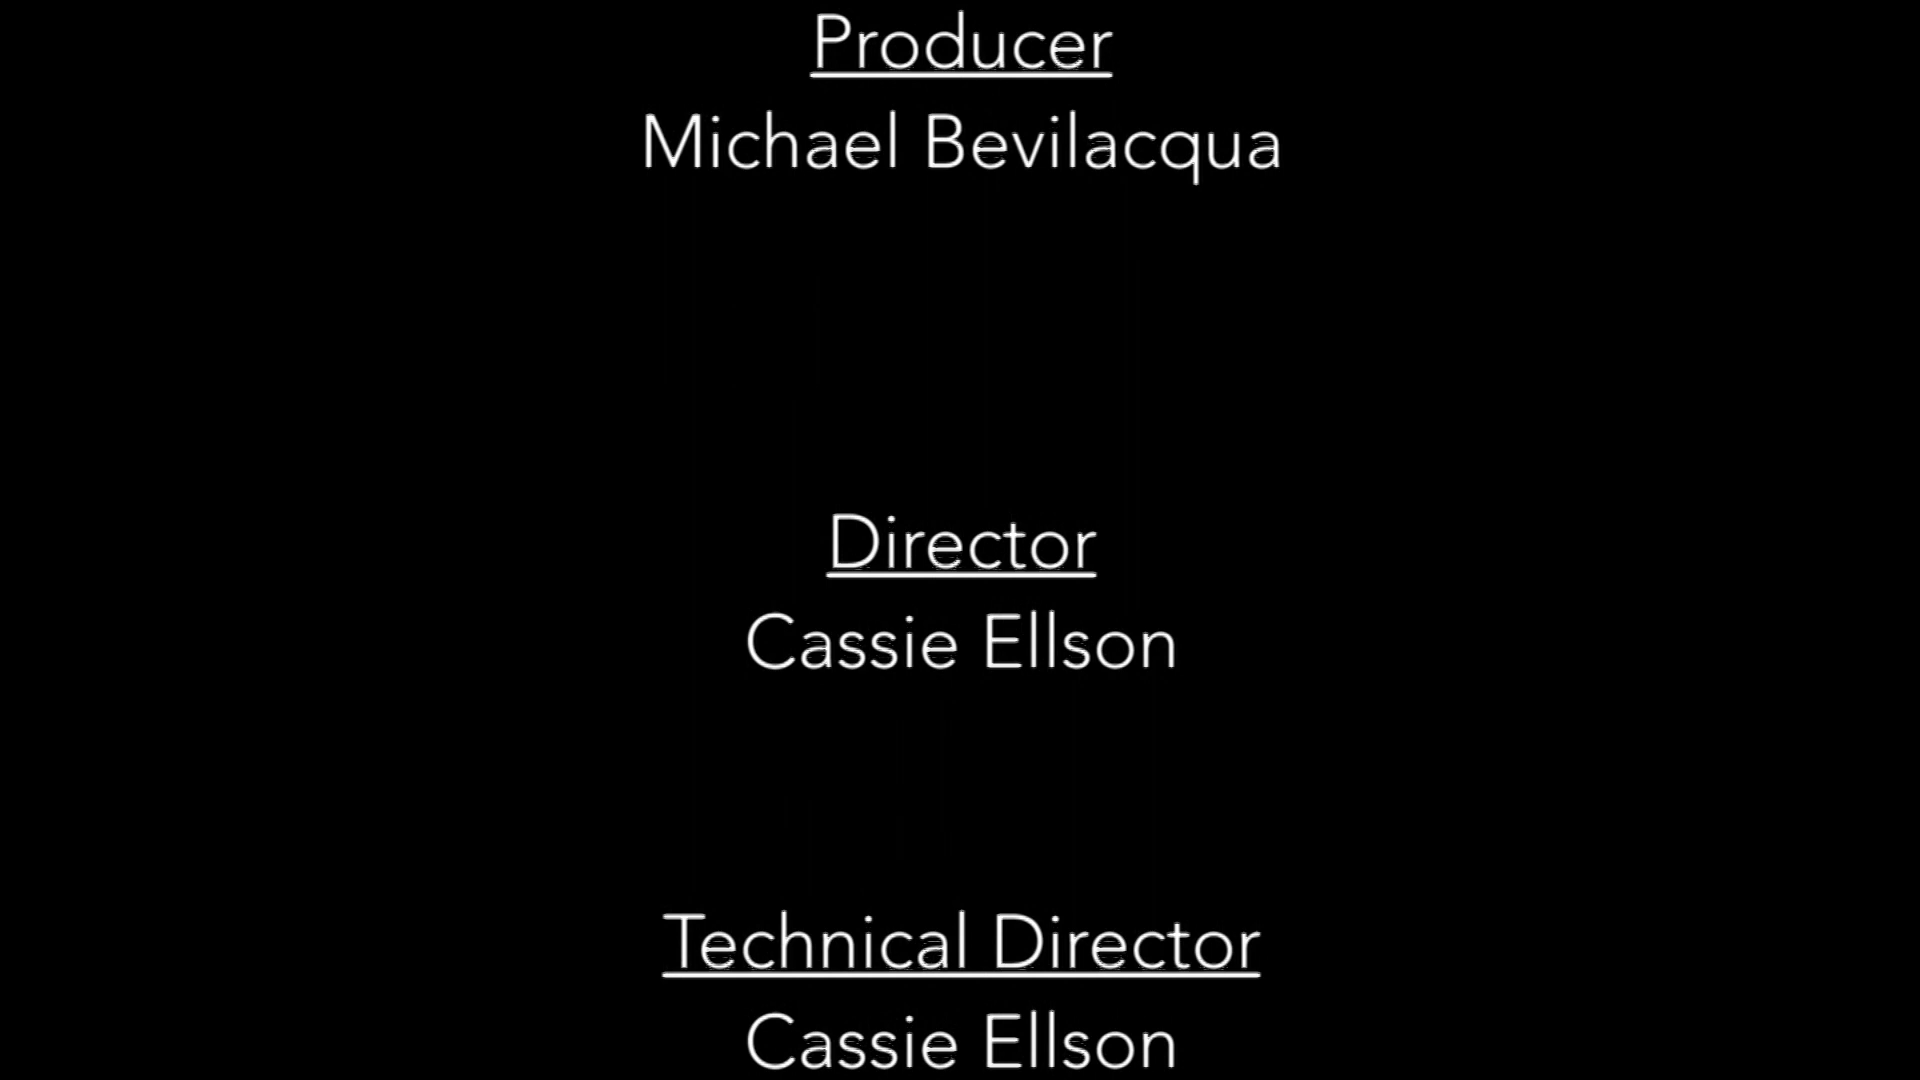 Producer
Michael Bevilacqua
Director
Cassie Ellson
Technical Director
Cassie Ellson